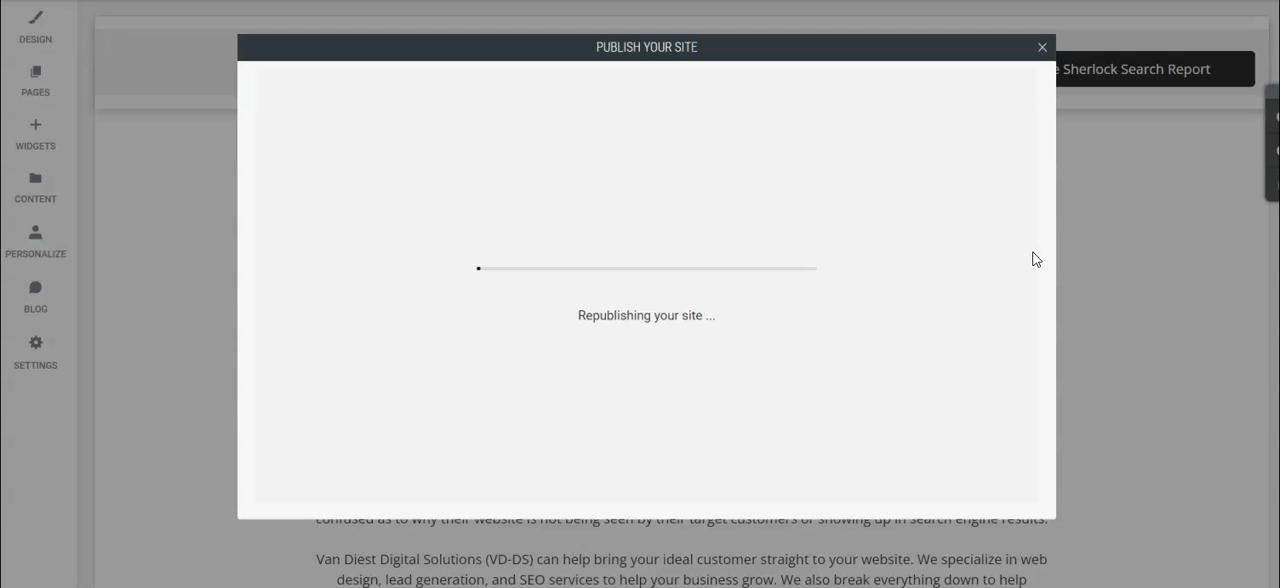 DESIGN
PAGES
WIDGETS
CONTENT
PERSONALIZE
BLOG
SETTINGS
PUBLISH YOUR SITE
Sherlock Search Report
Republishing your site ...
confused as to why their website is not being seen by their target customers or showing up in search engine results.
Van Diest Digital Solutions (VD-DS) can help bring your ideal customer straight to your website. We specialize in web
design, lead generation, and SEO services to help your business grow. We also break everything down to help